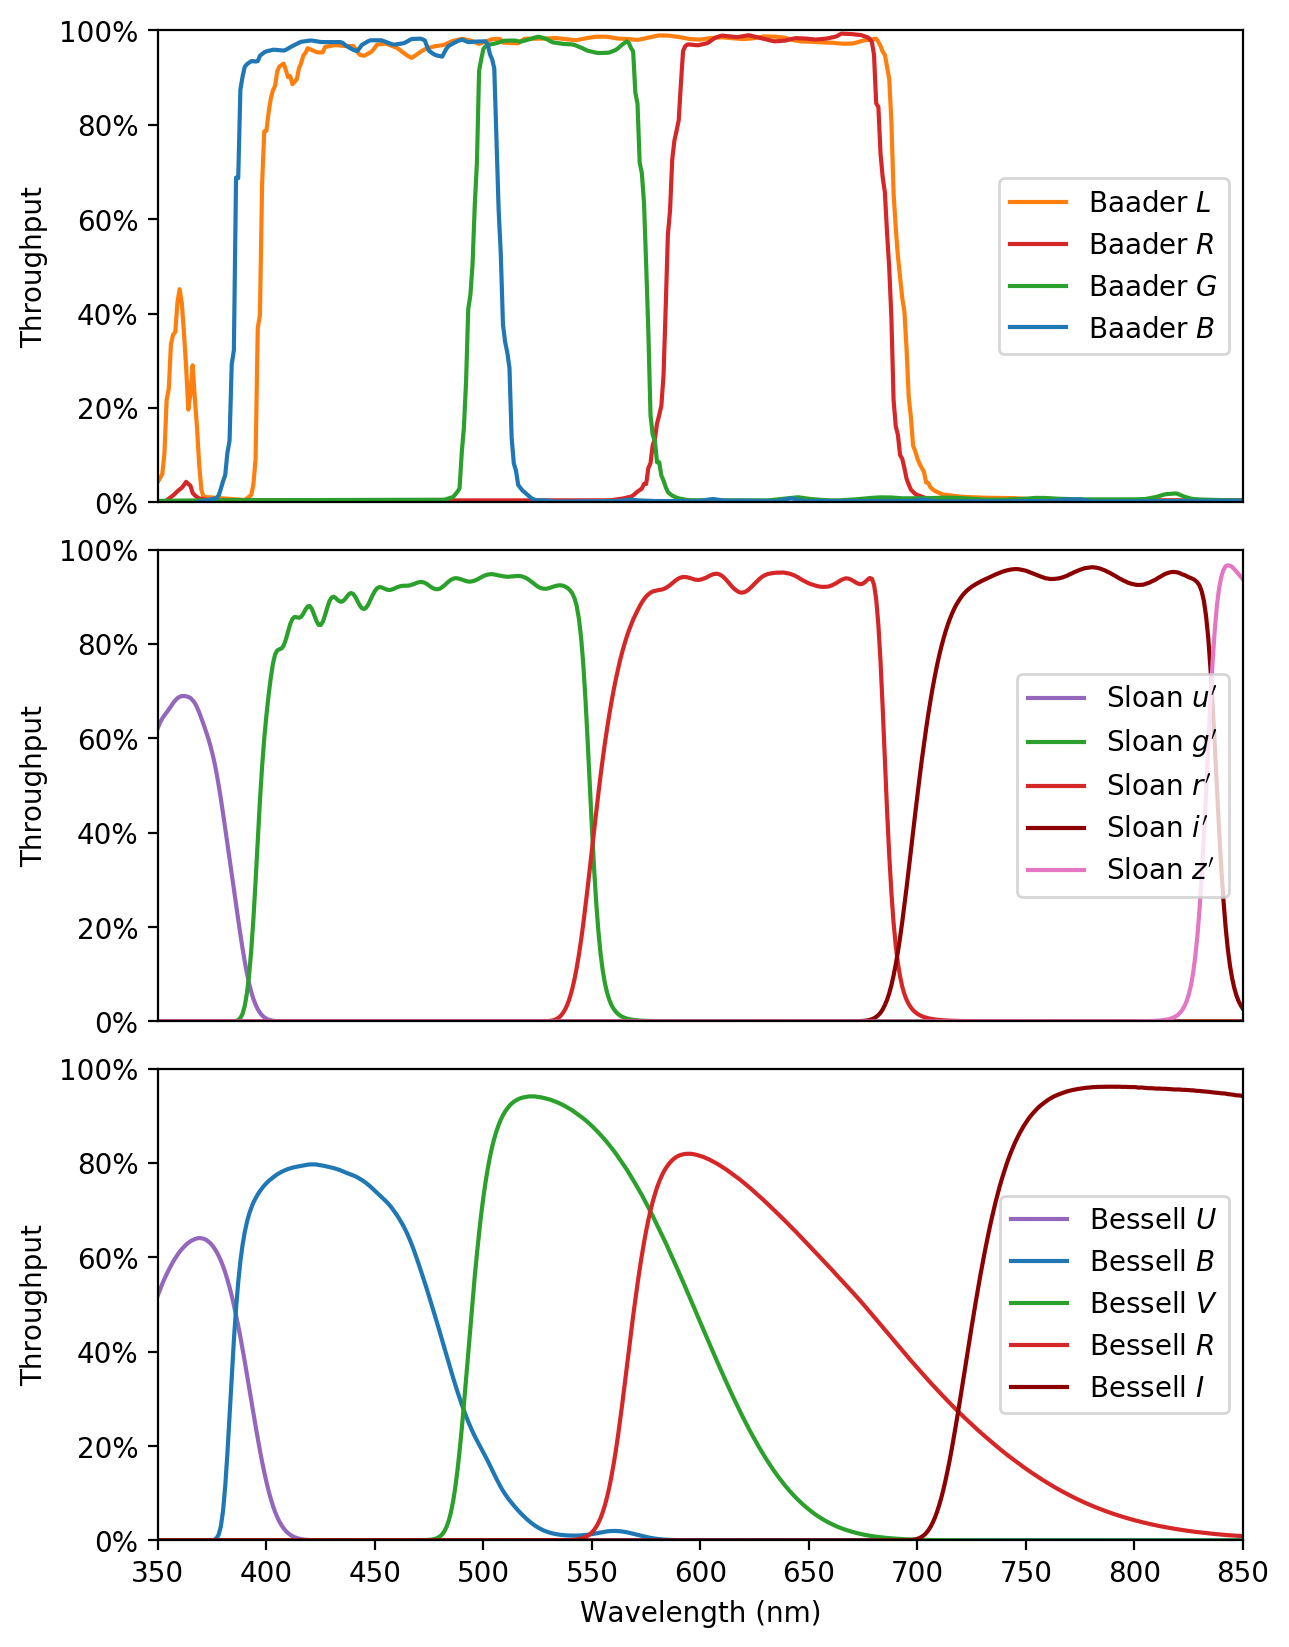 100%
80%
60%
40%
20%
0%
Throughput
Baader L
Baader R
Baader G
Baader B
100%
80%
60%
40%
20%
0%
Throughput
Sloan u′
Sloan g′
Sloan r′
Sloan i′
Sloan z′
100%
80%
60%
40%
20%
0%
Throughput
Bessell U
Bessell B
Bessell V
Bessell R
Bessell I
350 400 450 500 550 600 650 700 750 800 850
Wavelength (nm)